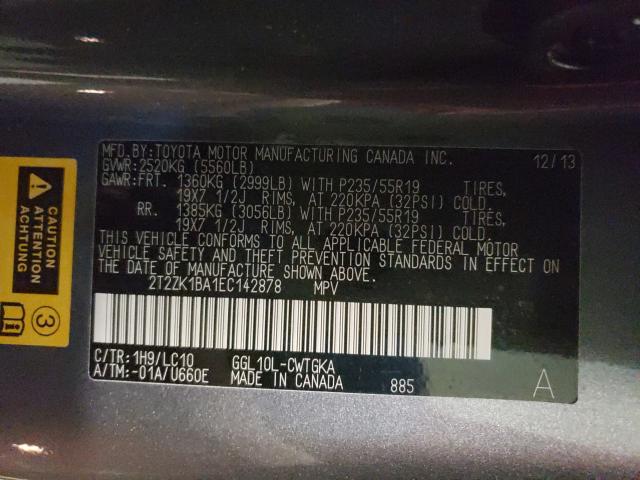 MFD.BY:TOYOTA MOTOR MANUFACTURING CANADA INC. 12/13
GVWR:2520KG (5560LB)
GAWR:FRT. 1360KG (2999LB) WITH P235/55R19 TIRES,
19X7 1/2J RIMS, AT 220KPA (32PSI) COLD.
RR. 1385KG (3056LB) WITH P235/55R19 TIRES,
19X7 1/2J RIMS, AT 220KPA (32PSI) COLD.
THIS VEHICLE CONFORMS TO ALL APPLICABLE FEDERAL MOTOR
VEHICLE SAFETY AND THEFT PREVENTION STANDARDS IN EFFECT ON
THE DATE OF MANUFACTURE SHOWN ABOVE.
2T2ZK1BA1EC142878 MPV
C/TR:1H9/LC10 GGL10L-CWTGKA
A/TM:-01A/U660E MADE IN CANADA 885 A
CAUTION
ATTENTION
ACHTUNG
3